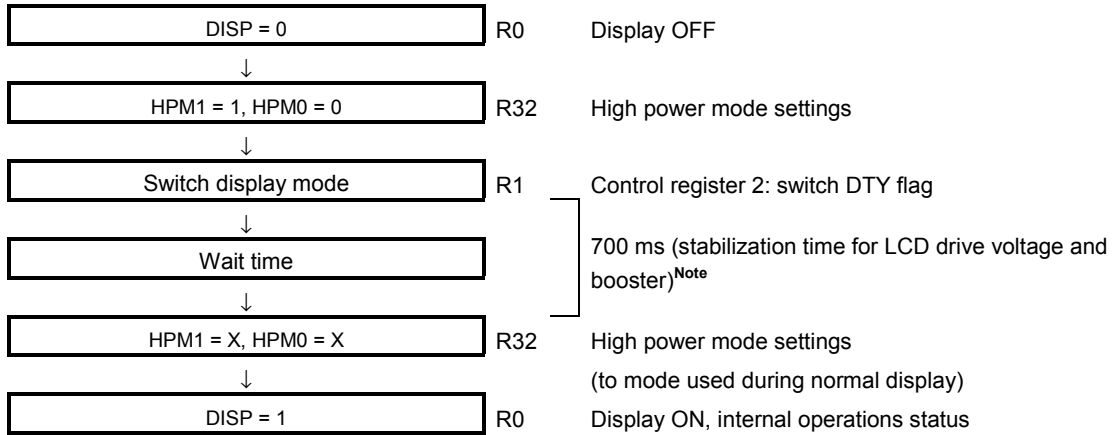 DISP = 0 R0 Display OFF
↓
HPM1 = 1, HPM0 = 0 R32 High power mode settings
↓
Switch display mode R1 Control register 2: switch DTY flag
↓
700 ms (stabilization time for LCD drive voltage and
Wait time
booster)Note
↓
HPM1 = X, HPM0 = X R32 High power mode settings
(to mode used during normal display)
↓
DISP = 1 R0 Display ON, internal operations status